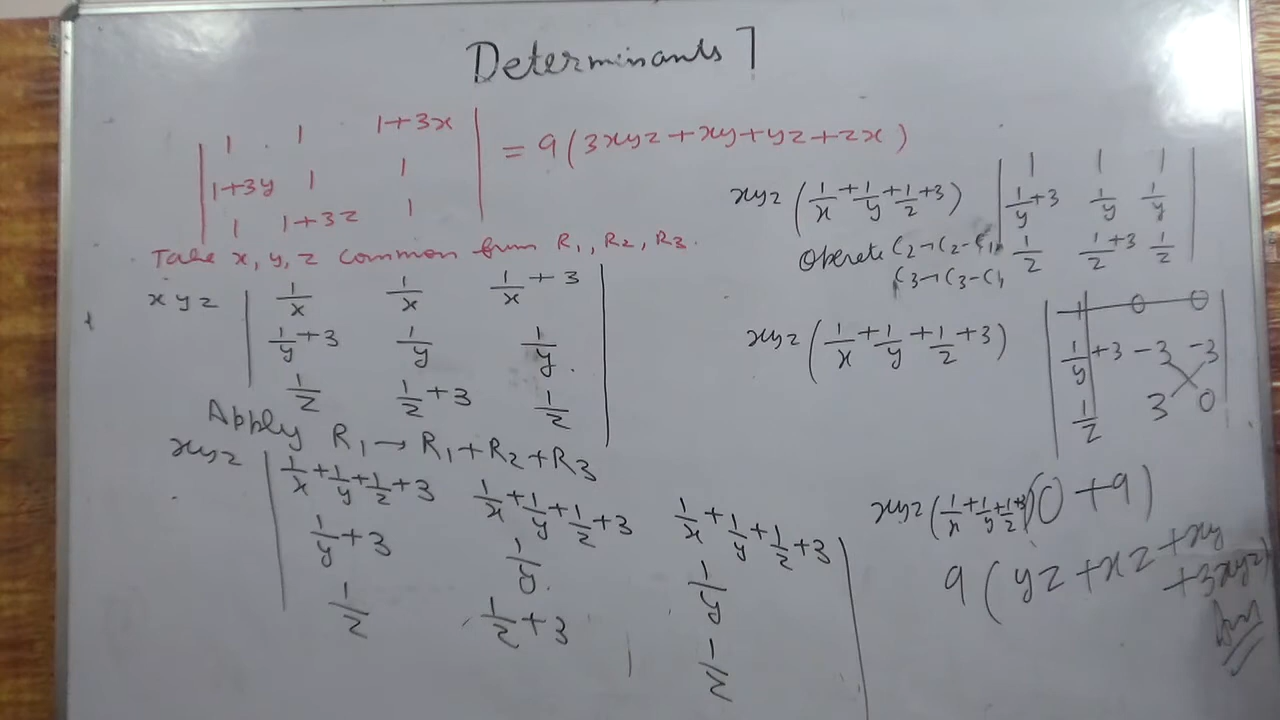 Determinants 7
| 1 1 1+3x |
| 1+3y 1 1 | = 9(3xyz+xy+yz+zx)
| 1 1+3z 1 |
Take x, y, z common from R1, R2, R3.
xyz | 1/x 1/x 1/x+3 |
| 1/y+3 1/y 1/y. |
| 1/z 1/z+3 1/z |
Apply R1→R1+R2+R3
xyz | 1/x+1/y+1/z+3 1/x+1/y+1/z+3 1/x+1/y+1/z+3 |
| 1/y+3 1/y. 1/y |
| 1/z 1/z+3 1/z |
xyz(1/x+1/y+1/z+3) | 1 1 1 |
| 1/y+3 1/y 1/y |
| 1/z 1/z+3 1/z |
Operate C2→C2-C1,
C3→C3-C1
xyz(1/x+1/y+1/z+3) | 1 0 0 |
| 1/y+3 -3 -3 |
| 1/z 3 0 |
xyz(1/x+1/y+1/z+3)(0+9)
9(yz+xz+xy
+3xyz)
Ans